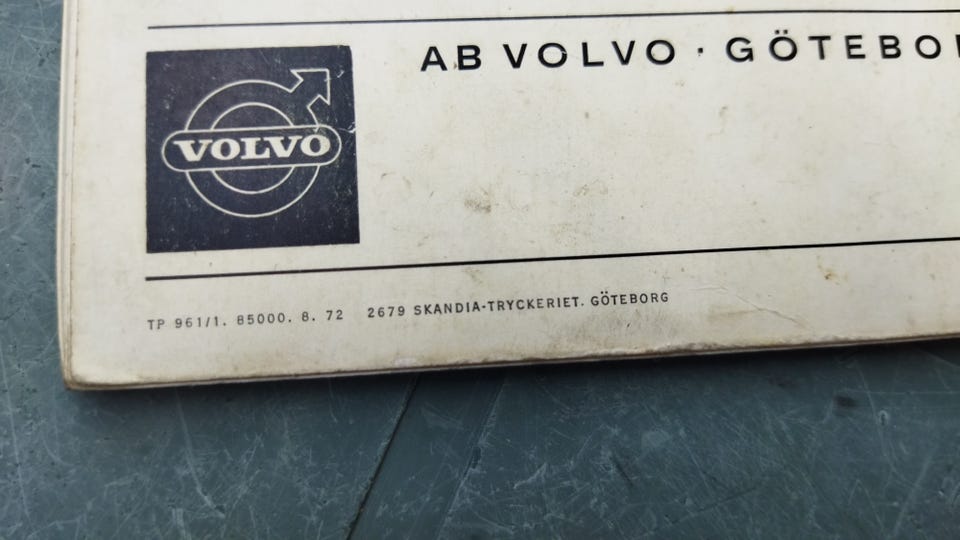 AB VOLVO · GÖTEBOR
VOLVO
TP 961/1. 85000. 8. 72 2679 SKANDIA-TRYCKERIET. GÖTEBORG